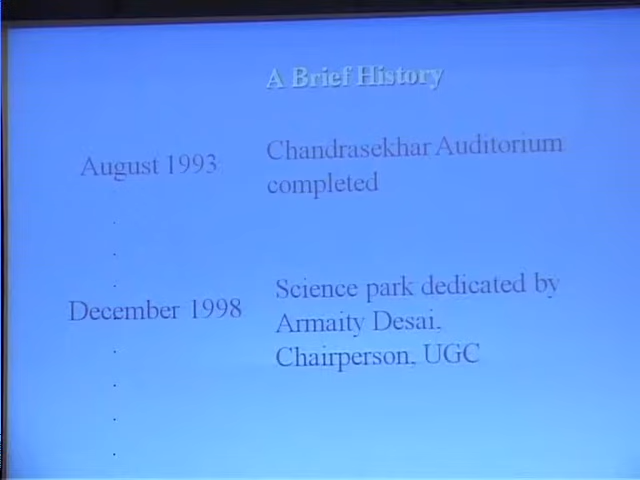 A Brief History
August 1993
Chandrasekhar Auditorium
completed
December 1998
Science park dedicated by
Armaity Desai,
Chairperson, UGC